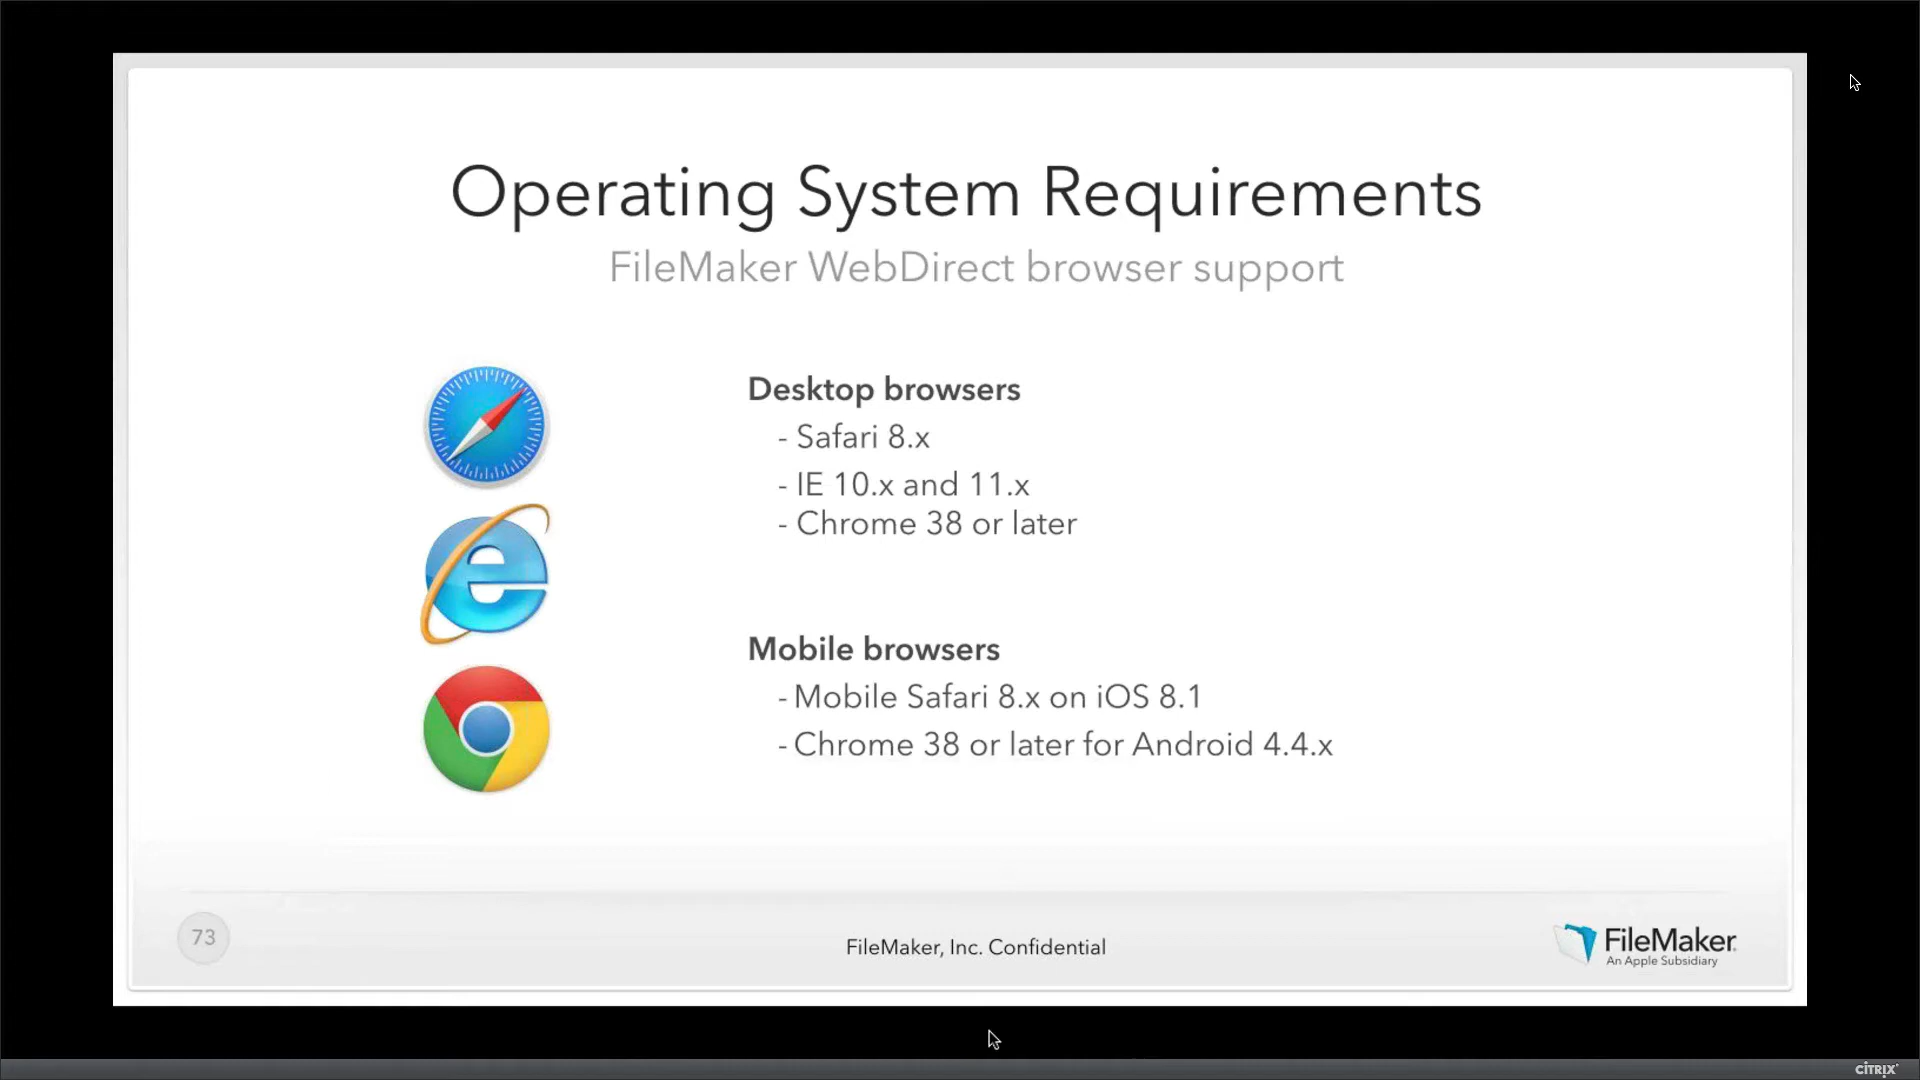 Operating System Requirements
FileMaker WebDirect browser support
Desktop browsers
- Safari 8.x
- IE 10.x and 11.x
- Chrome 38 or later
Mobile browsers
- Mobile Safari 8.x on iOS 8.1
- Chrome 38 or later for Android 4.4.x
73
FileMaker, Inc. Confidential
FileMaker
An Apple Subsidiary
CITRIX